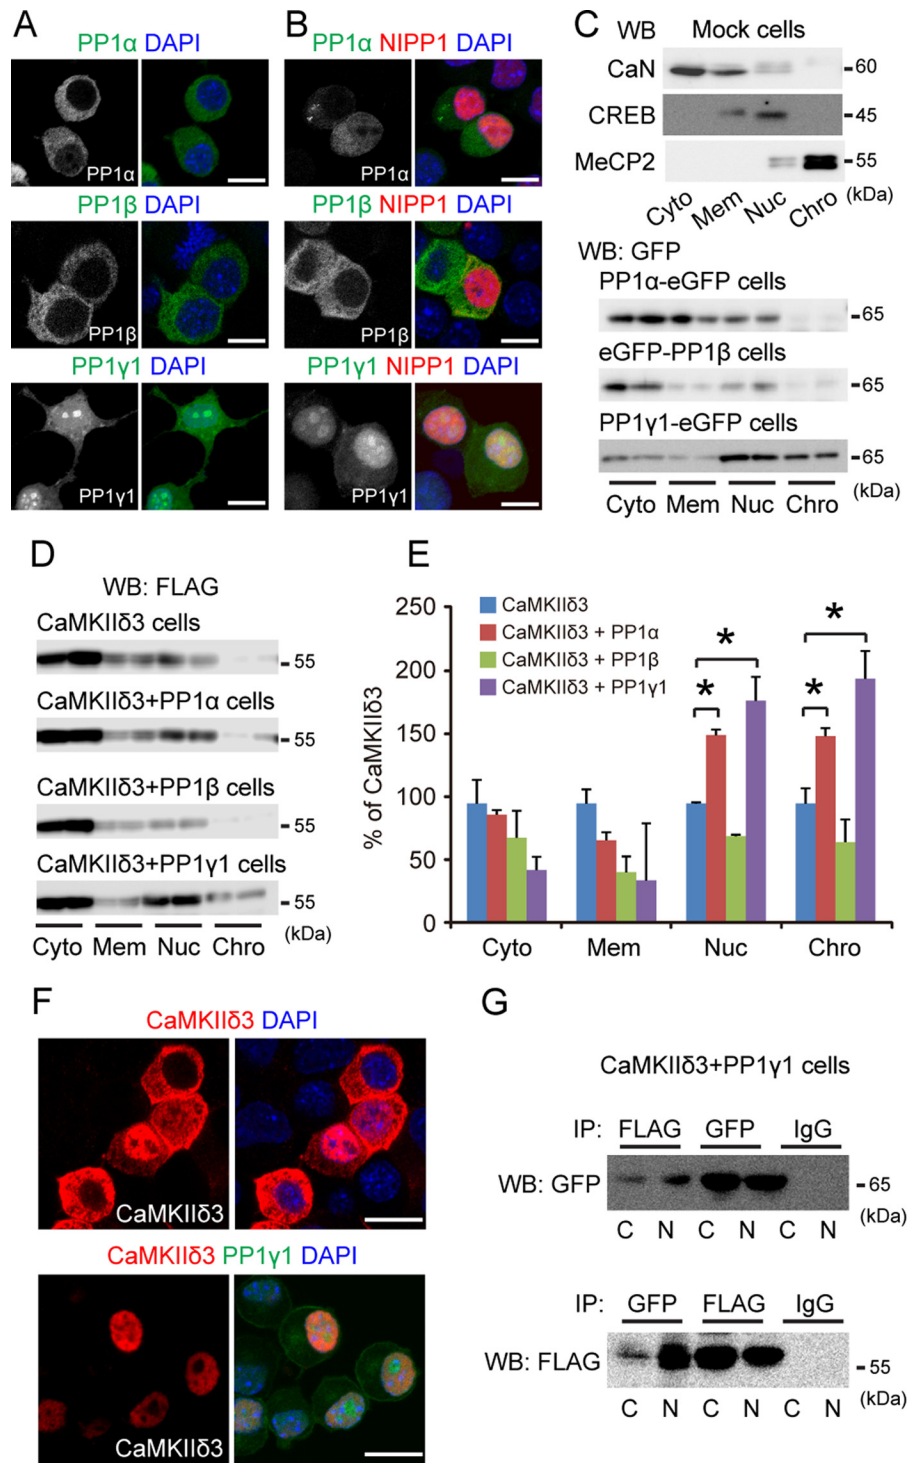 A
PP1α DAPI
PP1α
PP1β DAPI
PP1β
PP1γ1 DAPI
PP1γ1
B
PP1α NIPP1 DAPI
PP1α
PP1β NIPP1 DAPI
PP1β
PP1γ1 NIPP1 DAPI
PP1γ1
C
WB Mock cells
CaN 60
CREB 45
MeCP2 55
Cyto Mem Nuc Chro (kDa)
WB: GFP
PP1α-eGFP cells
65
eGFP-PP1β cells
65
PP1γ1-eGFP cells
65
Cyto Mem Nuc Chro (kDa)
D
WB: FLAG
CaMKIIδ3 cells
55
CaMKIIδ3+PP1α cells
55
CaMKIIδ3+PP1β cells
55
CaMKIIδ3+PP1γ1 cells
55
Cyto Mem Nuc Chro (kDa)
E
% of CaMKIIδ3
250
200
150
100
50
0
CaMKIIδ3
CaMKIIδ3 + PP1α
CaMKIIδ3 + PP1β
CaMKIIδ3 + PP1γ1
* *
* *
Cyto Mem Nuc Chro
F
CaMKIIδ3 DAPI
CaMKIIδ3
CaMKIIδ3 PP1γ1 DAPI
CaMKIIδ3
G
CaMKIIδ3+PP1γ1 cells
IP: FLAG GFP IgG
WB: GFP 65
(kDa)
C N C N C N
IP: GFP FLAG IgG
WB: FLAG 55
(kDa)
C N C N C N